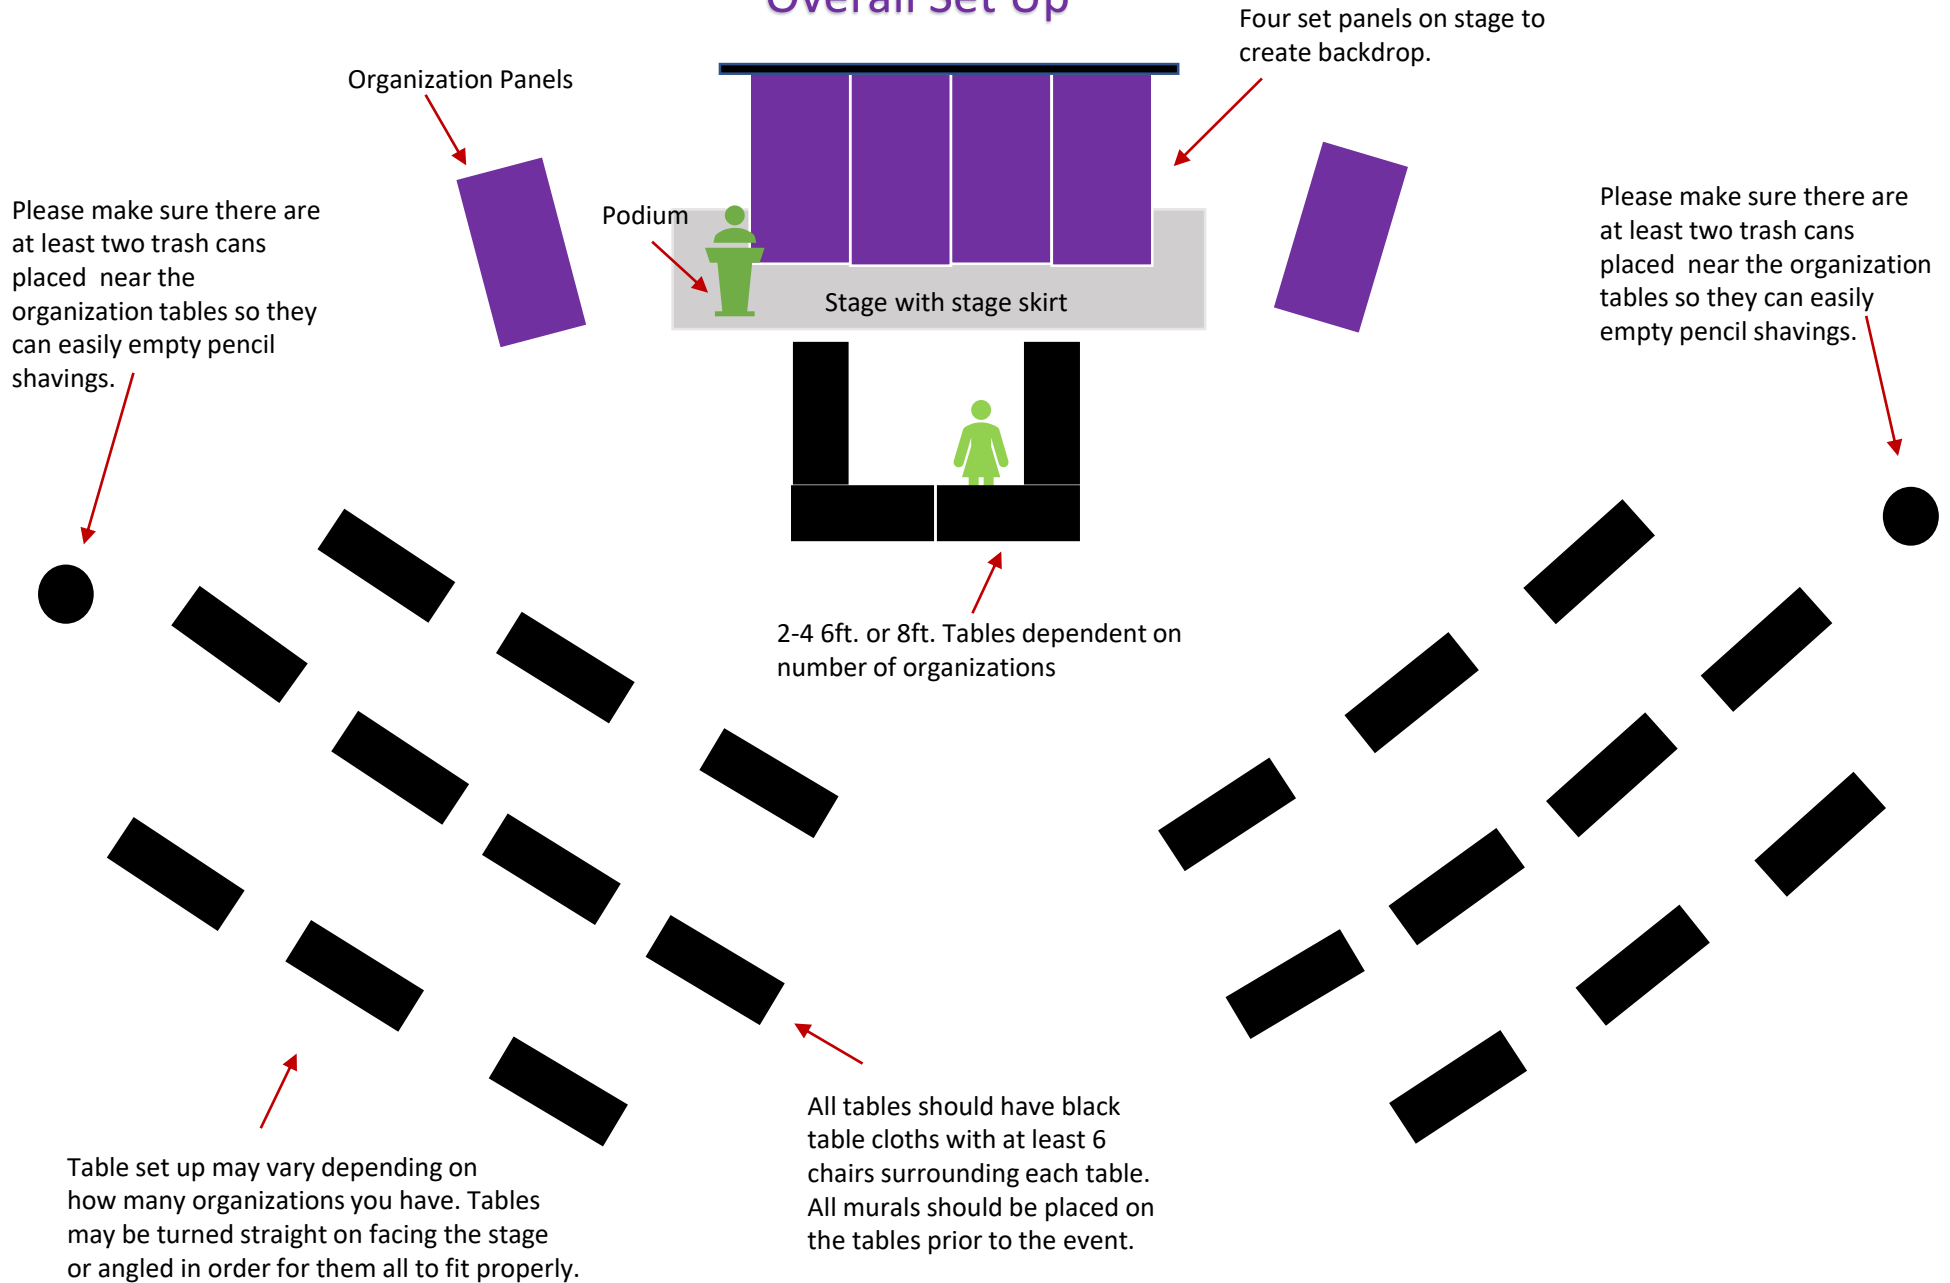 Overall Set Up
Four set panels on stage to
create backdrop.
Organization Panels
Please make sure there are
at least two trash cans
placed  near the
organization tables so they
can easily empty pencil
shavings.
Podium
Stage with stage skirt
Please make sure there are
at least two trash cans
placed  near the organization
tables so they can easily
empty pencil shavings.
2-4 6ft. or 8ft. Tables dependent on
number of organizations
All tables should have black
table cloths with at least 6
chairs surrounding each table.
All murals should be placed on
the tables prior to the event.
Table set up may vary depending on
how many organizations you have. Tables
may be turned straight on facing the stage
or angled in order for them all to fit properly.